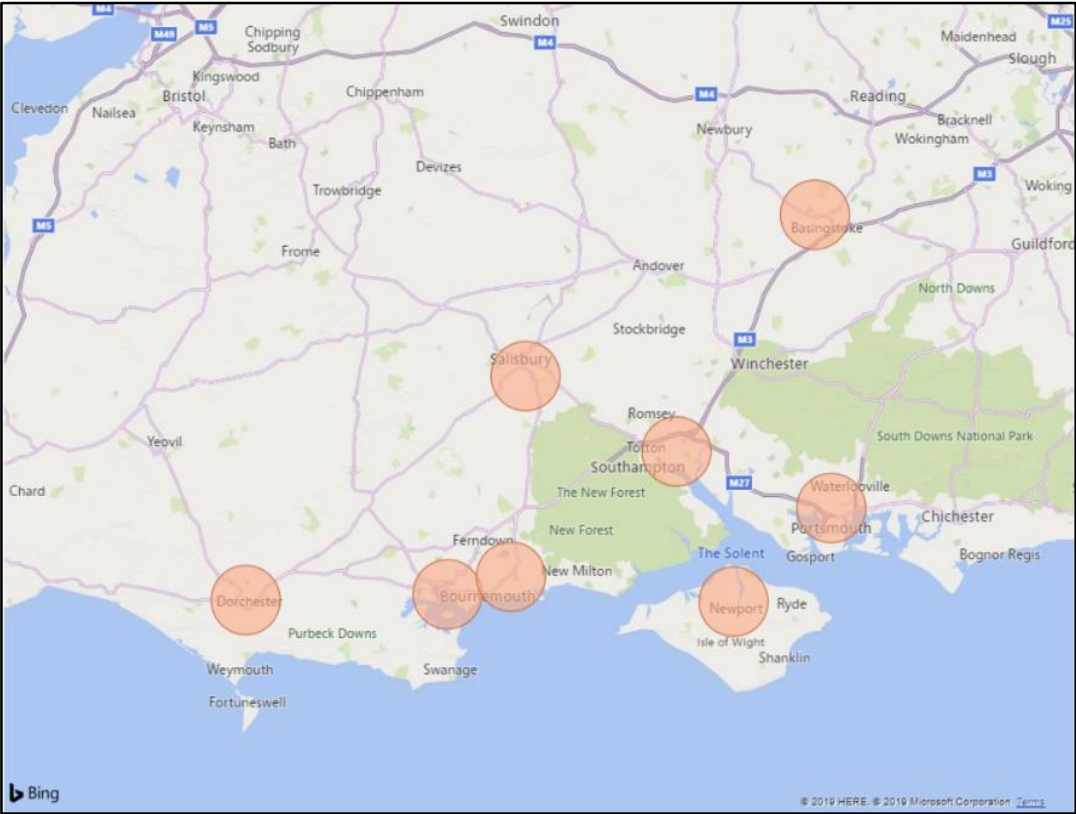 M4
M5
M49
Chipping
Sodbury
Swindon
M4
M25
Maidenhead
Slough
Kingswood
Bristol
Clevedon
Nailsea
Keynsham
Bath
Chippenham
M4
Reading
Newbury
Bracknell
Wokingham
Devizes
Trowbridge
M3
Woking
M5
Basingstoke
Frome
Guildford
Andover
North Downs
Stockbridge
M3
Salisbury
Winchester
Romsey
Yeovil
Totton
South Downs National Park
Southampton
Chard
The New Forest
M27
Waterlooville
Chichester
New Forest
Portsmouth
Ferndown
The Solent
Gosport
Bognor Regis
New Milton
Dorchester
Bournemouth
Newport
Ryde
Purbeck Downs
Isle of Wight
Weymouth
Swanage
Shanklin
Fortuneswell
Bing
© 2019 HERE, © 2019 Microsoft Corporation Terms